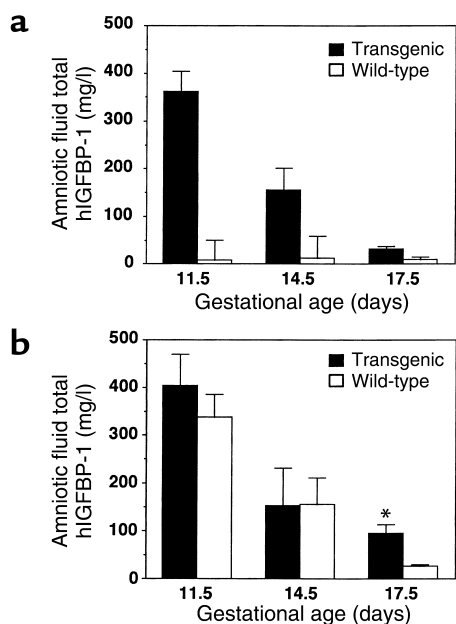 a
500
400
300
200
100
0
Amniotic fluid total
hIGFBP-1 (mg/l)
Transgenic
Wild-type
11.5 14.5 17.5
Gestational age (days)
b
500
400
300
200
100
0
Amniotic fluid total
hIGFBP-1 (mg/l)
Transgenic
Wild-type
*
11.5 14.5 17.5
Gestational age (days)